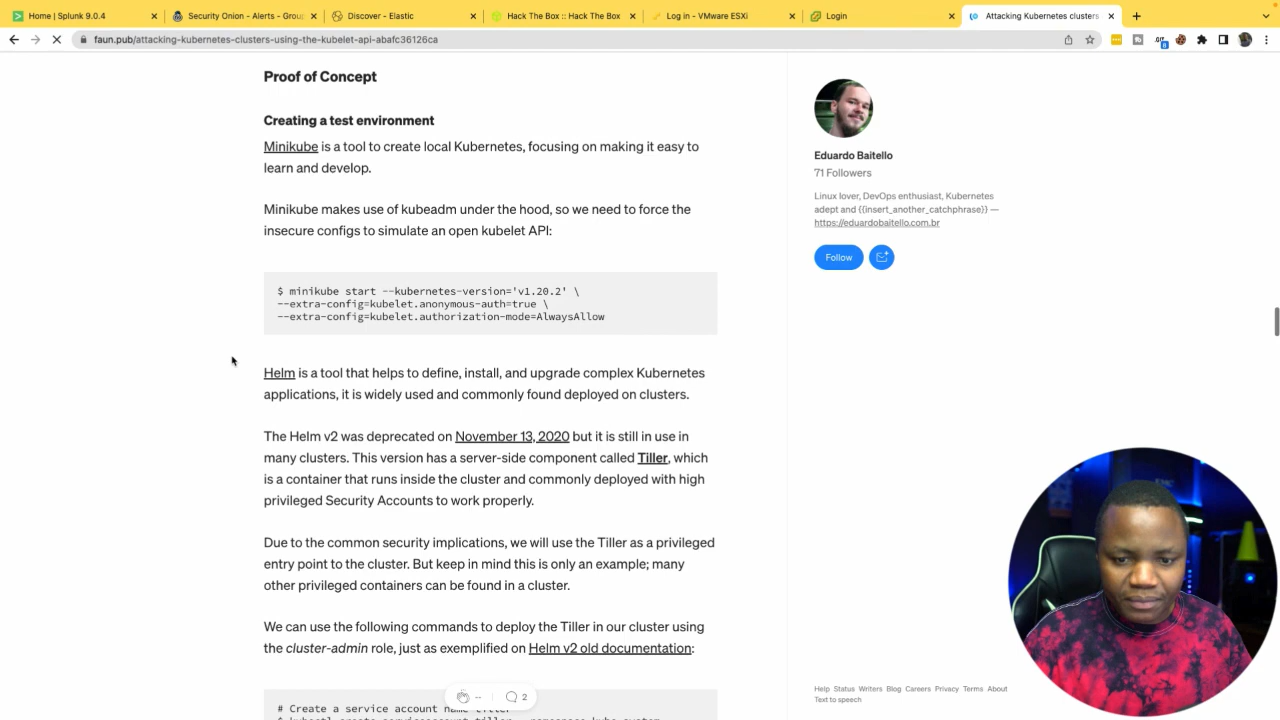 Home | Splunk 9.0.4
Security Onion - Alerts - Grou
Discover - Elastic
Hack The Box :: Hack The Box
Log in - VMware ESXi
Login
Attacking Kubernetes clusters
faun.pub/attacking-kubernetes-clusters-using-the-kubelet-api-abafc36126ca
Proof of Concept
Creating a test environment
Minikube is a tool to create local Kubernetes, focusing on making it easy to
learn and develop.
Minikube makes use of kubeadm under the hood, so we need to force the
insecure configs to simulate an open kubelet API:
$ minikube start --kubernetes-version='v1.20.2' \
--extra-config=kubelet.anonymous-auth=true \
--extra-config=kubelet.authorization-mode=AlwaysAllow
Helm is a tool that helps to define, install, and upgrade complex Kubernetes
applications, it is widely used and commonly found deployed on clusters.
The Helm v2 was deprecated on November 13, 2020 but it is still in use in
many clusters. This version has a server-side component called Tiller, which
is a container that runs inside the cluster and commonly deployed with high
privileged Security Accounts to work properly.
Due to the common security implications, we will use the Tiller as a privileged
entry point to the cluster. But keep in mind this is only an example; many
other privileged containers can be found in a cluster.
We can use the following commands to deploy the Tiller in our cluster using
the cluster-admin role, just as exemplified on Helm v2 old documentation:
# Create a service account name tiller
-- 2
Eduardo Baitello
71 Followers
Linux lover, DevOps enthusiast, Kubernetes
adept and {{insert_another_catchphrase}} —
https://eduardobaitello.com.br
Follow
Help Status Writers Blog Careers Privacy Terms About
Text to speech